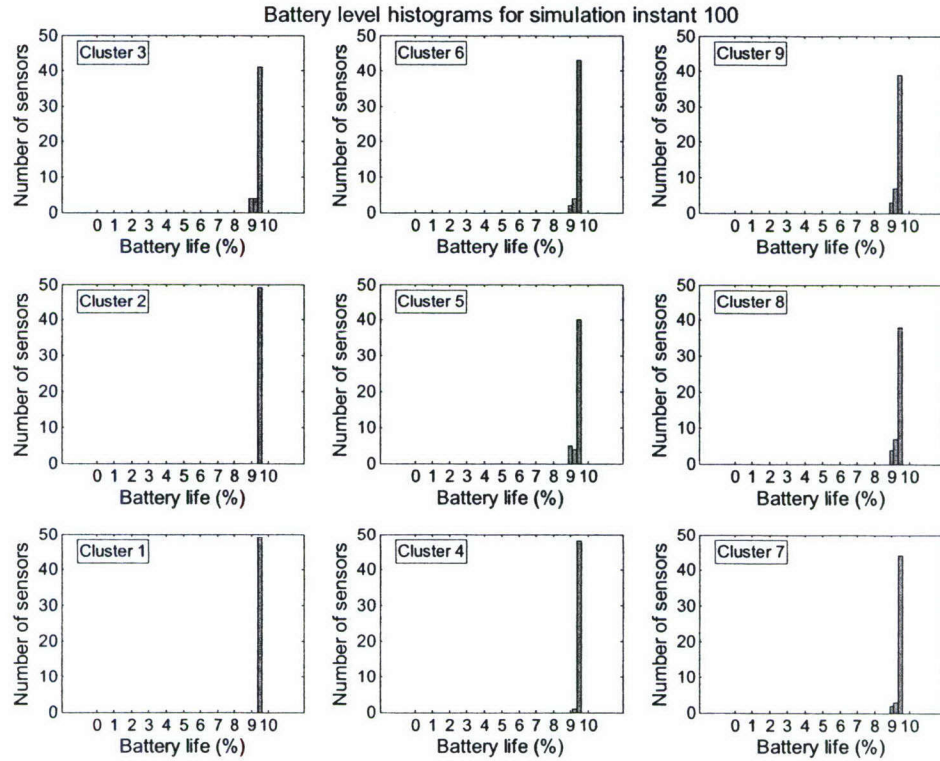 Battery level histograms for simulation instant 100
50
40
30
20
10
0
Number of sensors
Cluster 3
0 1 2 3 4 5 6 7 8 9 10
Battery life (%)
50
40
30
20
10
0
Number of sensors
Cluster 6
0 1 2 3 4 5 6 7 8 9 10
Battery life (%)
50
40
30
20
10
0
Number of sensors
Cluster 9
0 1 2 3 4 5 6 7 8 9 10
Battery life (%)
50
40
30
20
10
0
Number of sensors
Cluster 2
0 1 2 3 4 5 6 7 8 9 10
Battery life (%)
50
40
30
20
10
0
Number of sensors
Cluster 5
0 1 2 3 4 5 6 7 8 9 10
Battery life (%)
50
40
30
20
10
0
Number of sensors
Cluster 8
0 1 2 3 4 5 6 7 8 9 10
Battery life (%)
50
40
30
20
10
0
Number of sensors
Cluster 1
0 1 2 3 4 5 6 7 8 9 10
Battery life (%)
50
40
30
20
10
0
Number of sensors
Cluster 4
0 1 2 3 4 5 6 7 8 9 10
Battery life (%)
50
40
30
20
10
0
Number of sensors
Cluster 7
0 1 2 3 4 5 6 7 8 9 10
Battery life (%)